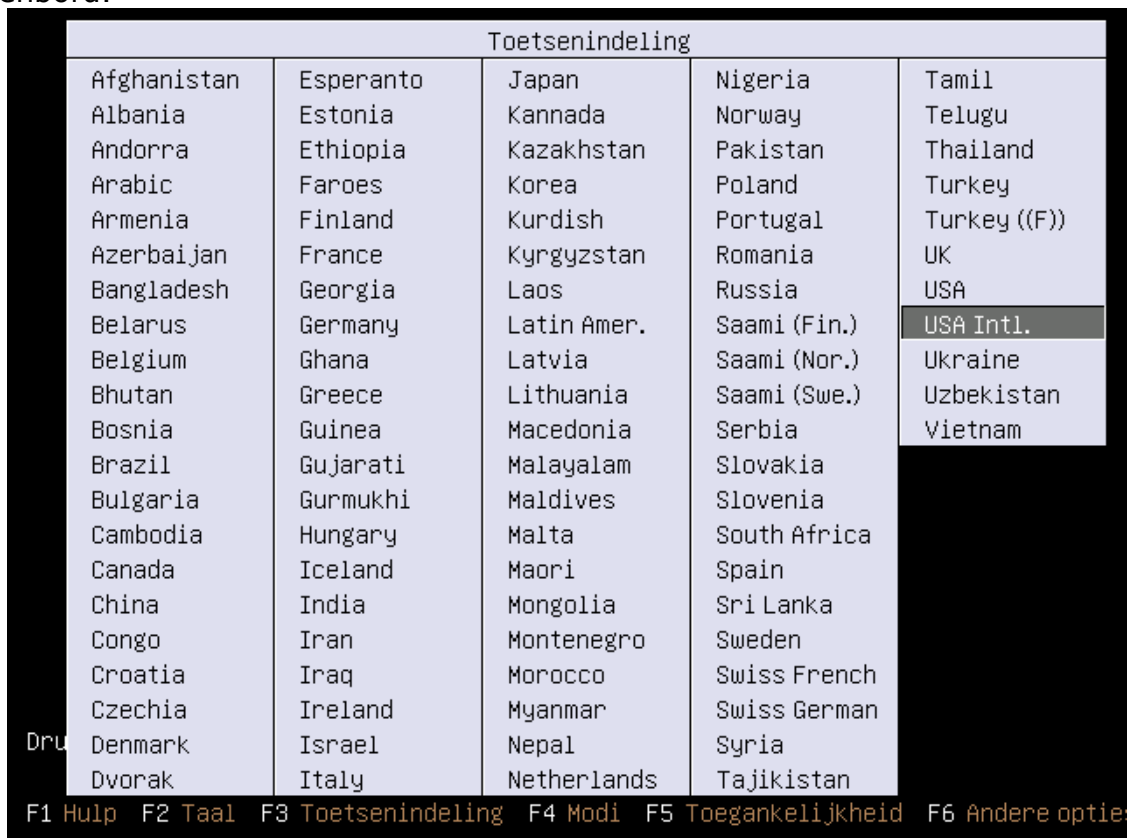 Toetsenindeling
Afghanistan
Albania
Andorra
Arabic
Armenia
Azerbaijan
Bangladesh
Belarus
Belgium
Bhutan
Bosnia
Brazil
Bulgaria
Cambodia
Canada
China
Congo
Croatia
Czechia
Denmark
Dvorak
Esperanto
Estonia
Ethiopia
Faroes
Finland
France
Georgia
Germany
Ghana
Greece
Guinea
Gujarati
Gurmukhi
Hungary
Iceland
India
Iran
Iraq
Ireland
Israel
Italy
Japan
Kannada
Kazakhstan
Korea
Kurdish
Kyrgyzstan
Laos
Latin Amer.
Latvia
Lithuania
Macedonia
Malayalam
Maldives
Malta
Maori
Mongolia
Montenegro
Morocco
Myanmar
Nepal
Netherlands
Nigeria
Norway
Pakistan
Poland
Portugal
Romania
Russia
Saami (Fin.)
Saami (Nor.)
Saami (Swe.)
Serbia
Slovakia
Slovenia
South Africa
Spain
Sri Lanka
Sweden
Swiss French
Swiss German
Syria
Tajikistan
Tamil
Telugu
Thailand
Turkey
Turkey ((F))
UK
USA
USA Intl.
Ukraine
Uzbekistan
Vietnam
Dru
F1 Hulp F2 Taal F3 Toetsenindeling F4 Modi F5 Toegankelijkheid F6 Andere optie